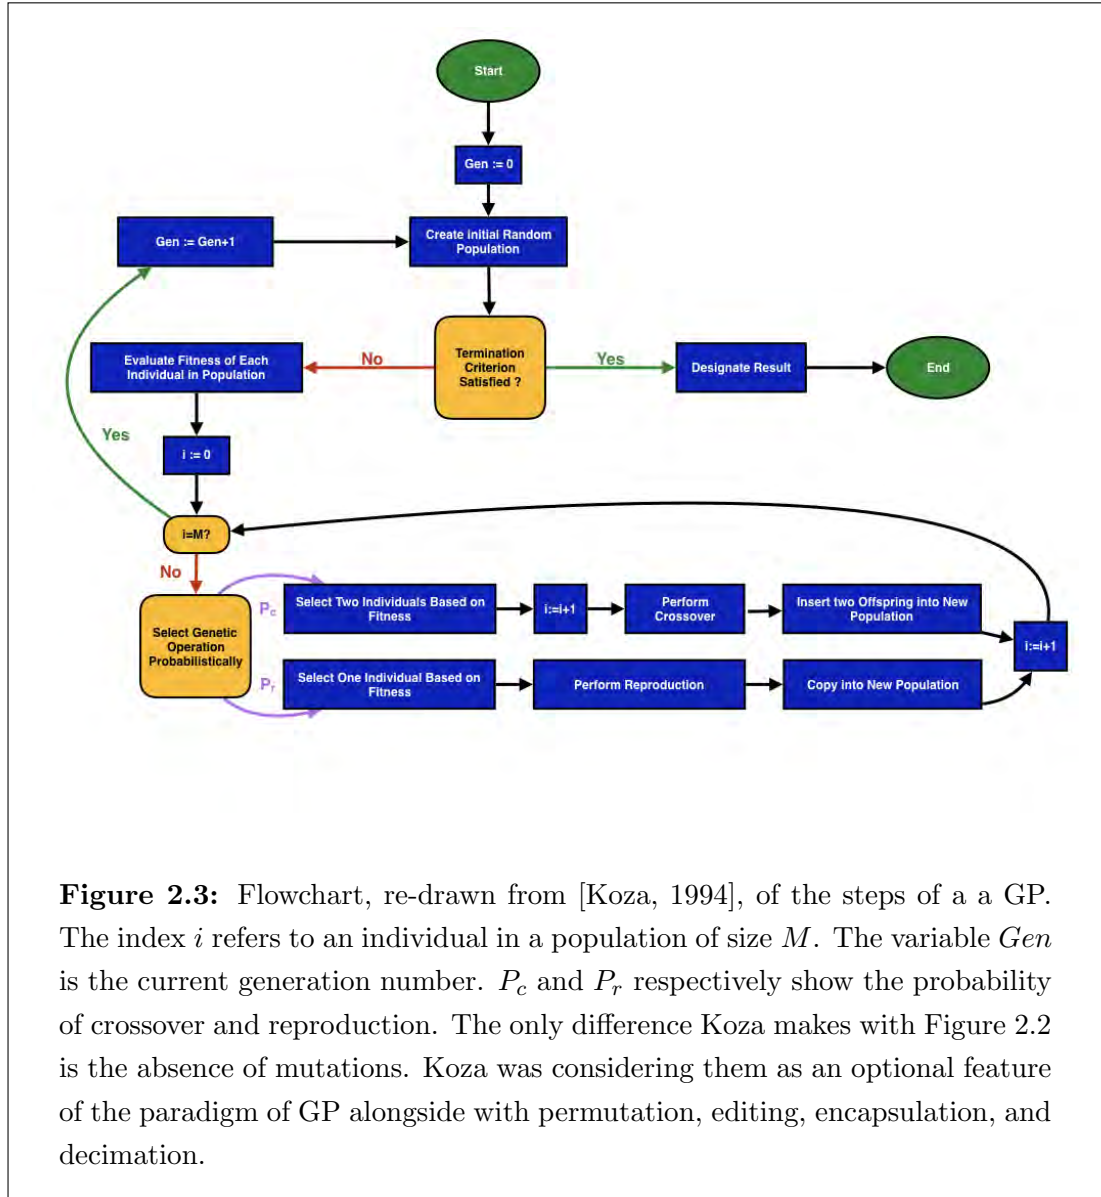 Start
Gen := 0
Gen := Gen+1
Create initial Random
Population
Evaluate Fitness of Each
Individual in Population
No
Termination
Criterion
Satisfied ?
Yes
Designate Result
End
Yes
i := 0
i=M?
No
Select Genetic
Operation
Probabilistically
Pc
Select Two Individuals Based on
Fitness
i:=i+1
Perform
Crossover
Insert two Offspring into New
Population
i:=i+1
Pr
Select One Individual Based on
Fitness
Perform Reproduction
Copy into New Population
Figure 2.3: Flowchart, re-drawn from [Koza, 1994], of the steps of a a GP.
The index i refers to an individual in a population of size M. The variable Gen
is the current generation number. Pc and Pr respectively show the probability
of crossover and reproduction. The only difference Koza makes with Figure 2.2
is the absence of mutations. Koza was considering them as an optional feature
of the paradigm of GP alongside with permutation, editing, encapsulation, and
decimation.